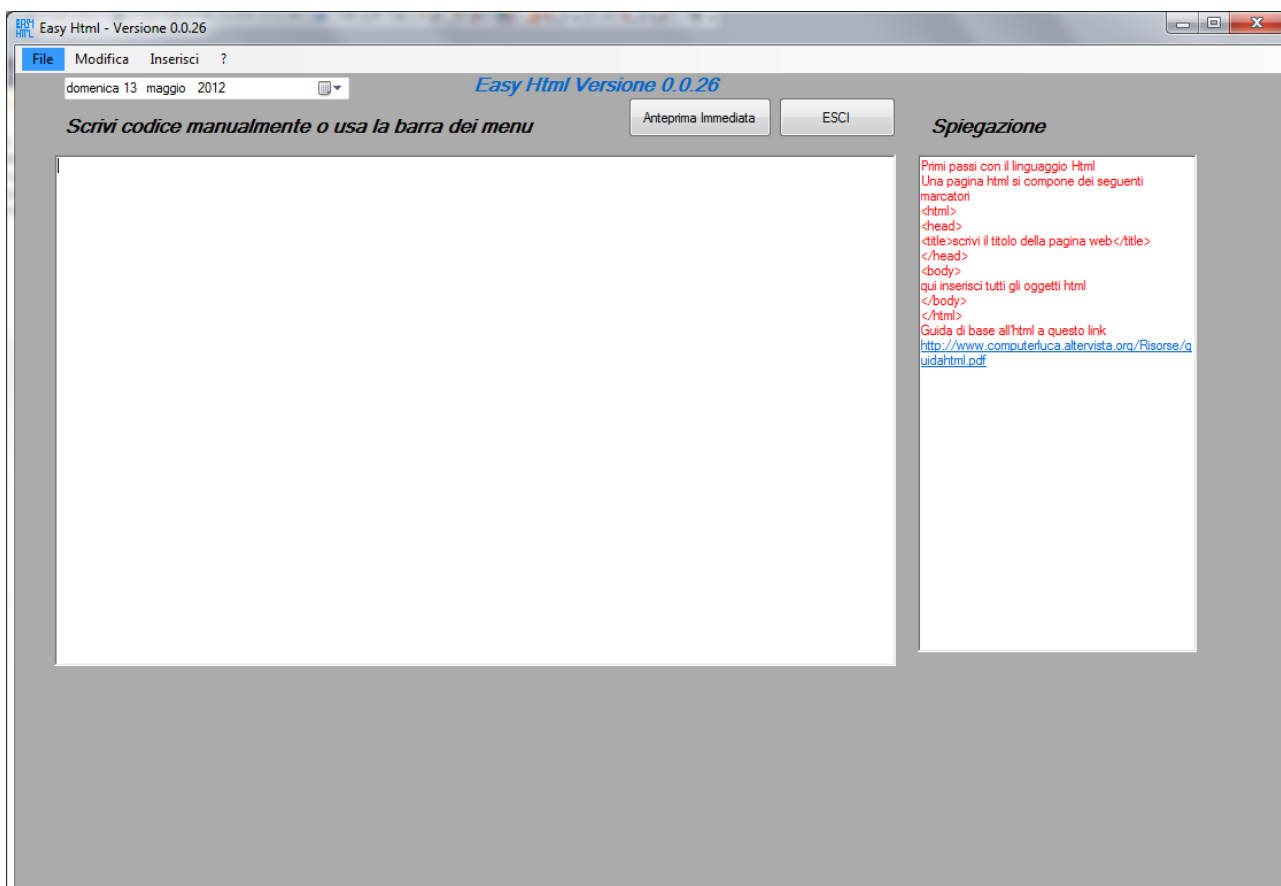 Easy Html - Versione 0.0.26
File Modifica Inserisci ?
domenica 13 maggio 2012
Easy Html Versione 0.0.26
Scrivi codice manualmente o usa la barra dei menu
Anteprima Immediata
ESCI
Spiegazione
Primi passi con il linguaggio Html
Una pagina html si compone dei seguenti
marcatori
<html>
<head>
<title>scrivi il titolo della pagina web</title>
</head>
<body>
qui inserisci tutti gli oggetti html
</body>
</html>
Guida di base all'html a questo link
http://www.computerluca.altervista.org/Risorse/g
uidahtml.pdf